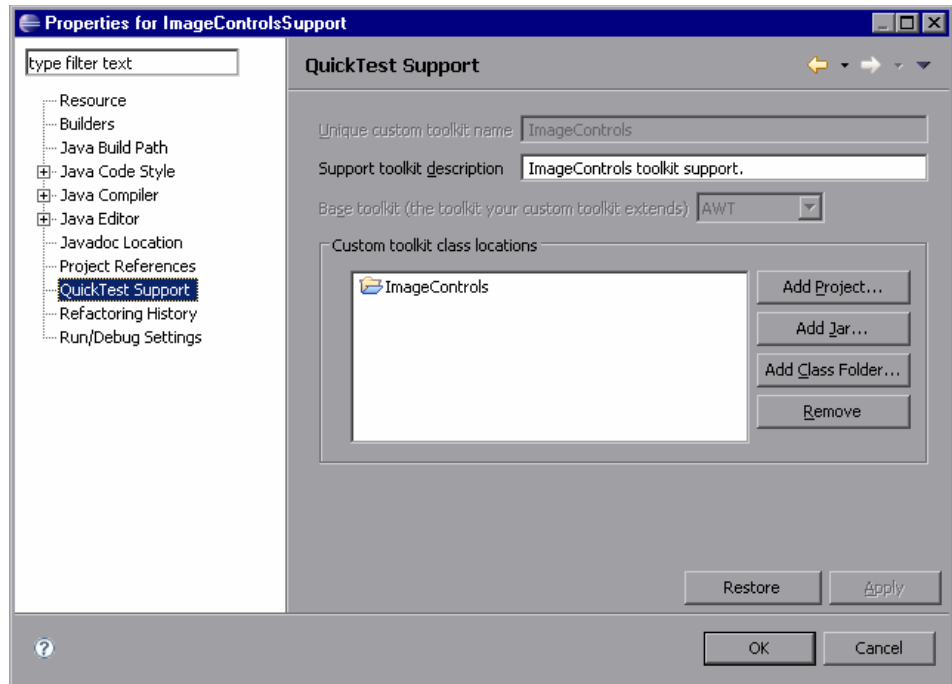 Properties for ImageControlsSupport
type filter text
Resource
Builders
Java Build Path
Java Code Style
Java Compiler
Java Editor
Javadoc Location
Project References
QuickTest Support
Refactoring History
Run/Debug Settings
QuickTest Support
Unique custom toolkit name ImageControls
Support toolkit description ImageControls toolkit support.
Base toolkit (the toolkit your custom toolkit extends) AWT
Custom toolkit class locations
ImageControls
Add Project...
Add Jar...
Add Class Folder...
Remove
Restore Apply
? OK Cancel